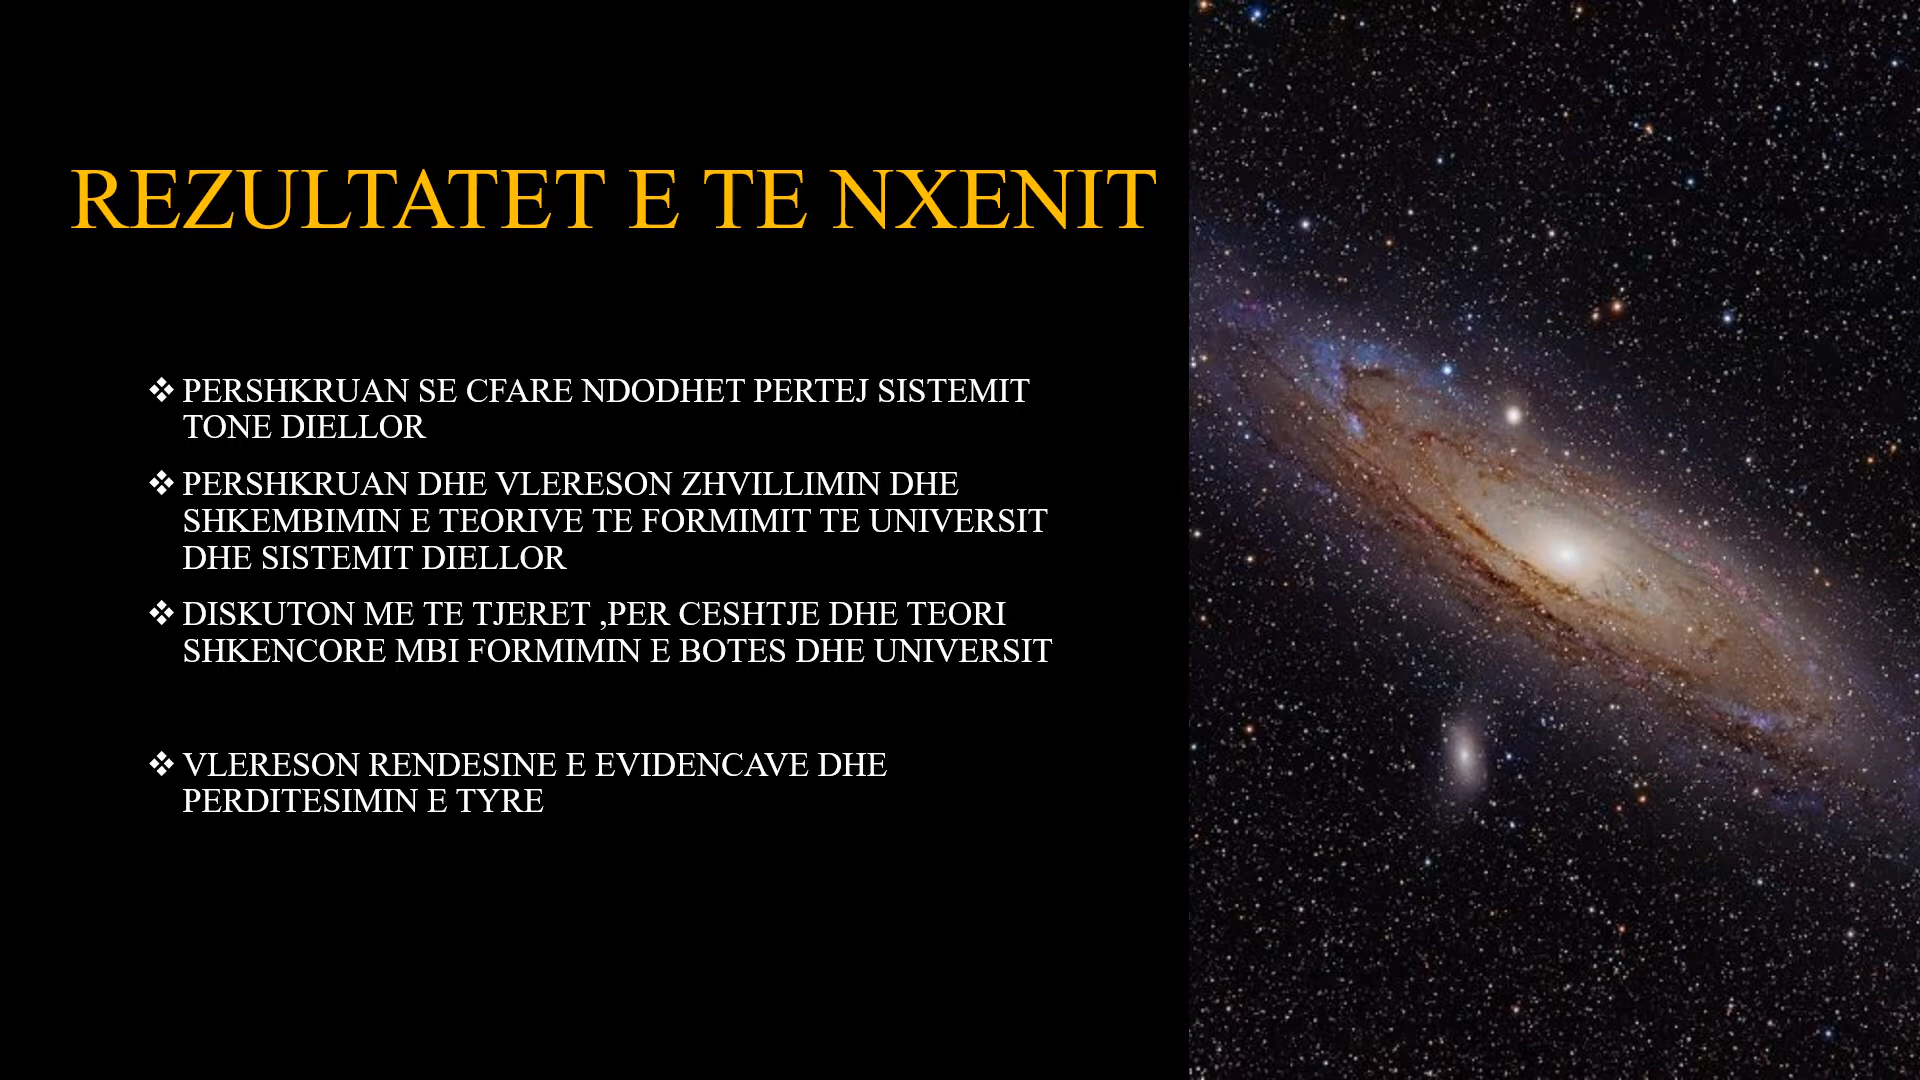 REZULTATET E TE NXENIT
❖ PERSHKRUAN SE CFARE NDODHET PERTEJ SISTEMIT
TONE DIELLOR
❖ PERSHKRUAN DHE VLERESON ZHVILLIMIN DHE
SHKEMBIMIN E TEORIVE TE FORMIMIT TE UNIVERSIT
DHE SISTEMIT DIELLOR
❖ DISKUTON ME TE TJERET ,PER CESHTJE DHE TEORI
SHKENCORE MBI FORMIMIN E BOTES DHE UNIVERSIT
❖ VLERESON RENDESINE E EVIDENCAVE DHE
PERDITESIMIN E TYRE